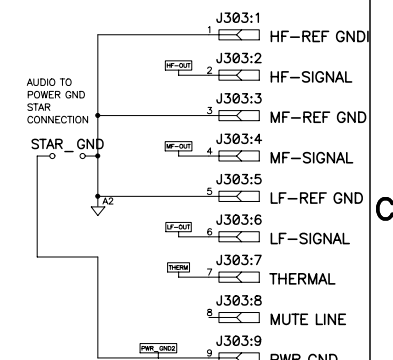 J303:1
1
HF-REF GND
J303:2
HF-OUT
2
HF-SIGNAL
AUDIO TO
POWER GND
STAR
CONNECTION
J303:3
3
MF-REF GND
STAR_GND
J303:4
MF-OUT
4
MF-SIGNAL
J303:5
5
LF-REF GND
A2
C
J303:6
LF-OUT
6
LF-SIGNAL
J303:7
THERM
7
THERMAL
J303:8
8
MUTE LINE
J303:9
PWR_GND2
9
PWR GND